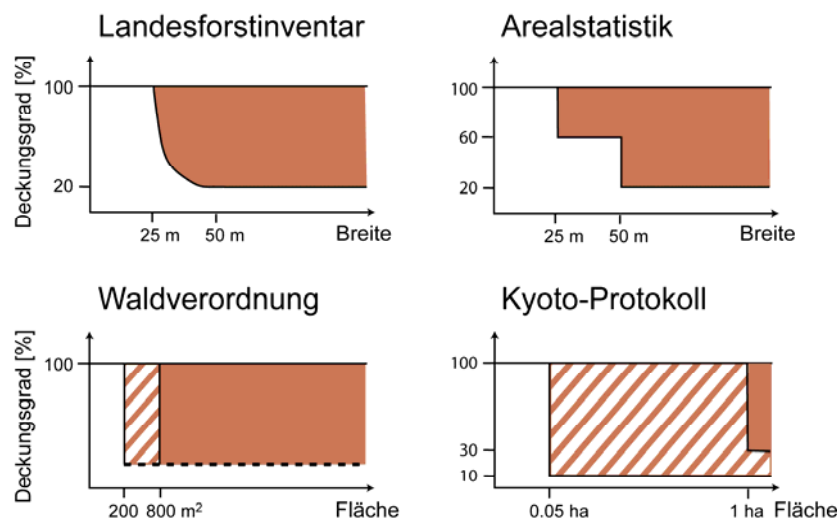 Landesforstinventar
Deckungsgrad [%]
100
20
25 m 50 m Breite
Arealstatistik
100
60
20
25 m 50 m Breite
Waldverordnung
Deckungsgrad [%]
100
200 800 m² Fläche
Kyoto-Protokoll
100
30
10
0.05 ha 1 ha Fläche